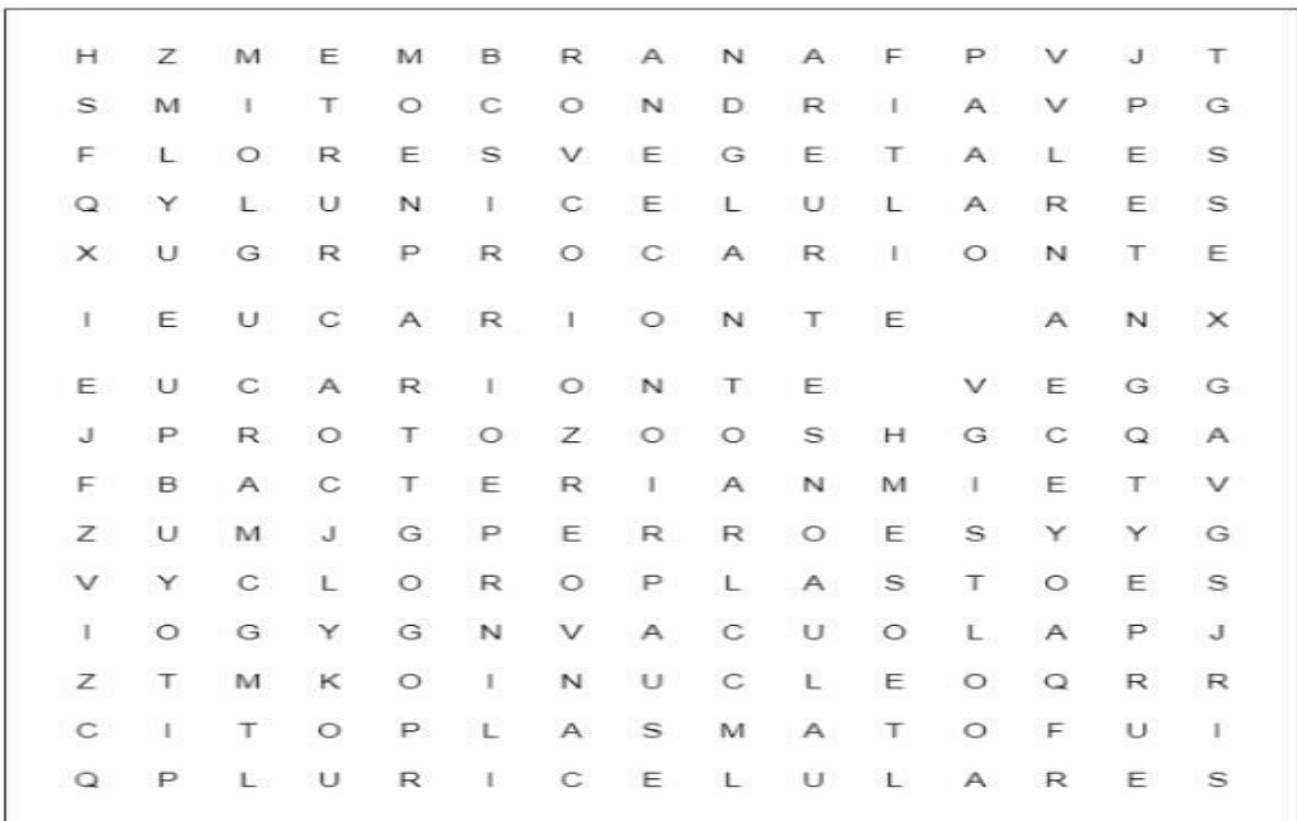 H Z M E M B R A N A F P V J T
S M I T O C O N D R I A V P G
F L O R E S V E G E T A L E S
Q Y L U N I C E L U L A R E S
X U G R P R O C A R I O N T E
I E U C A R I O N T E A N X
E U C A R I O N T E V E G G
J P R O T O Z O O S H G C Q A
F B A C T E R I A N M I E T V
Z U M J G P E R R O E S Y Y G
V Y C L O R O P L A S T O E S
I O G Y G N V A C U O L A P J
Z T M K O I N U C L E O Q R R
C I T O P L A S M A T O F U I
Q P L U R I C E L U L A R E S